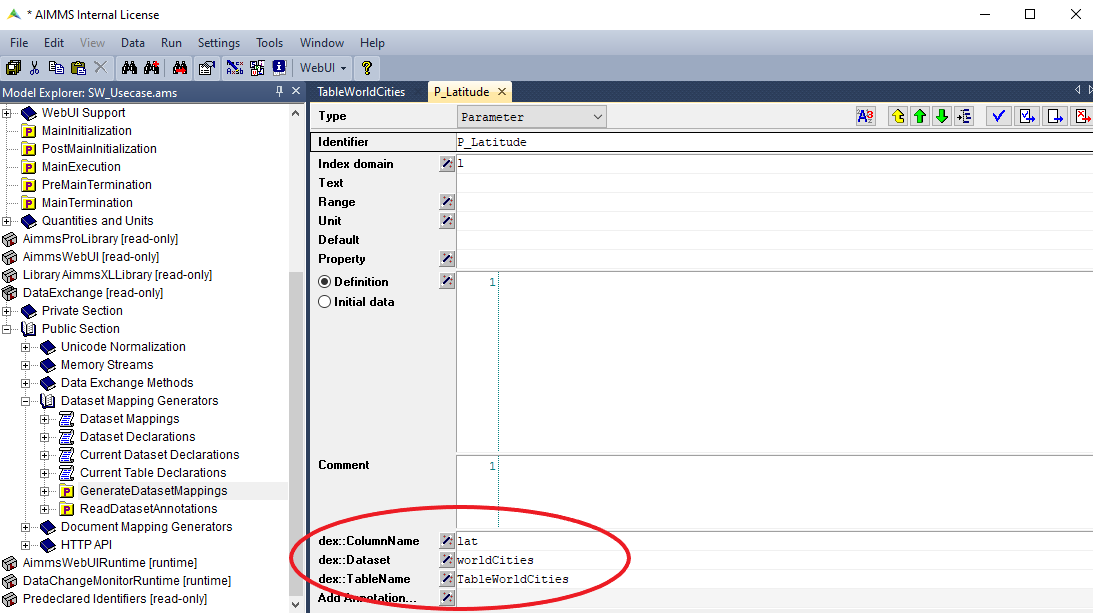 * AIMMS Internal License
File Edit View Data Run Settings Tools Window Help
WebUI
Model Explorer: SW_Usecase.ams
WebUI Support
MainInitialization
PostMainInitialization
MainExecution
PreMainTermination
MainTermination
Quantities and Units
AimmsProLibrary [read-only]
AimmsWebUI [read-only]
Library AimmsXLLibrary [read-only]
DataExchange [read-only]
Private Section
Public Section
Unicode Normalization
Memory Streams
Data Exchange Methods
Dataset Mapping Generators
Dataset Mappings
Dataset Declarations
Current Dataset Declarations
Current Table Declarations
GenerateDatasetMappings
ReadDatasetAnnotations
Document Mapping Generators
HTTP API
AimmsWebUIRuntime [runtime]
DataChangeMonitorRuntime [runtime]
Predeclared Identifiers [read-only]
TableWorldCities P_Latitude
Type Parameter
Identifier P_Latitude
Index domain l
Text
Range
Unit
Default
Property
Definition 1
Initial data
Comment 1
dex::ColumnName lat
dex::Dataset worldCities
dex::TableName TableWorldCities
Add Annotation...